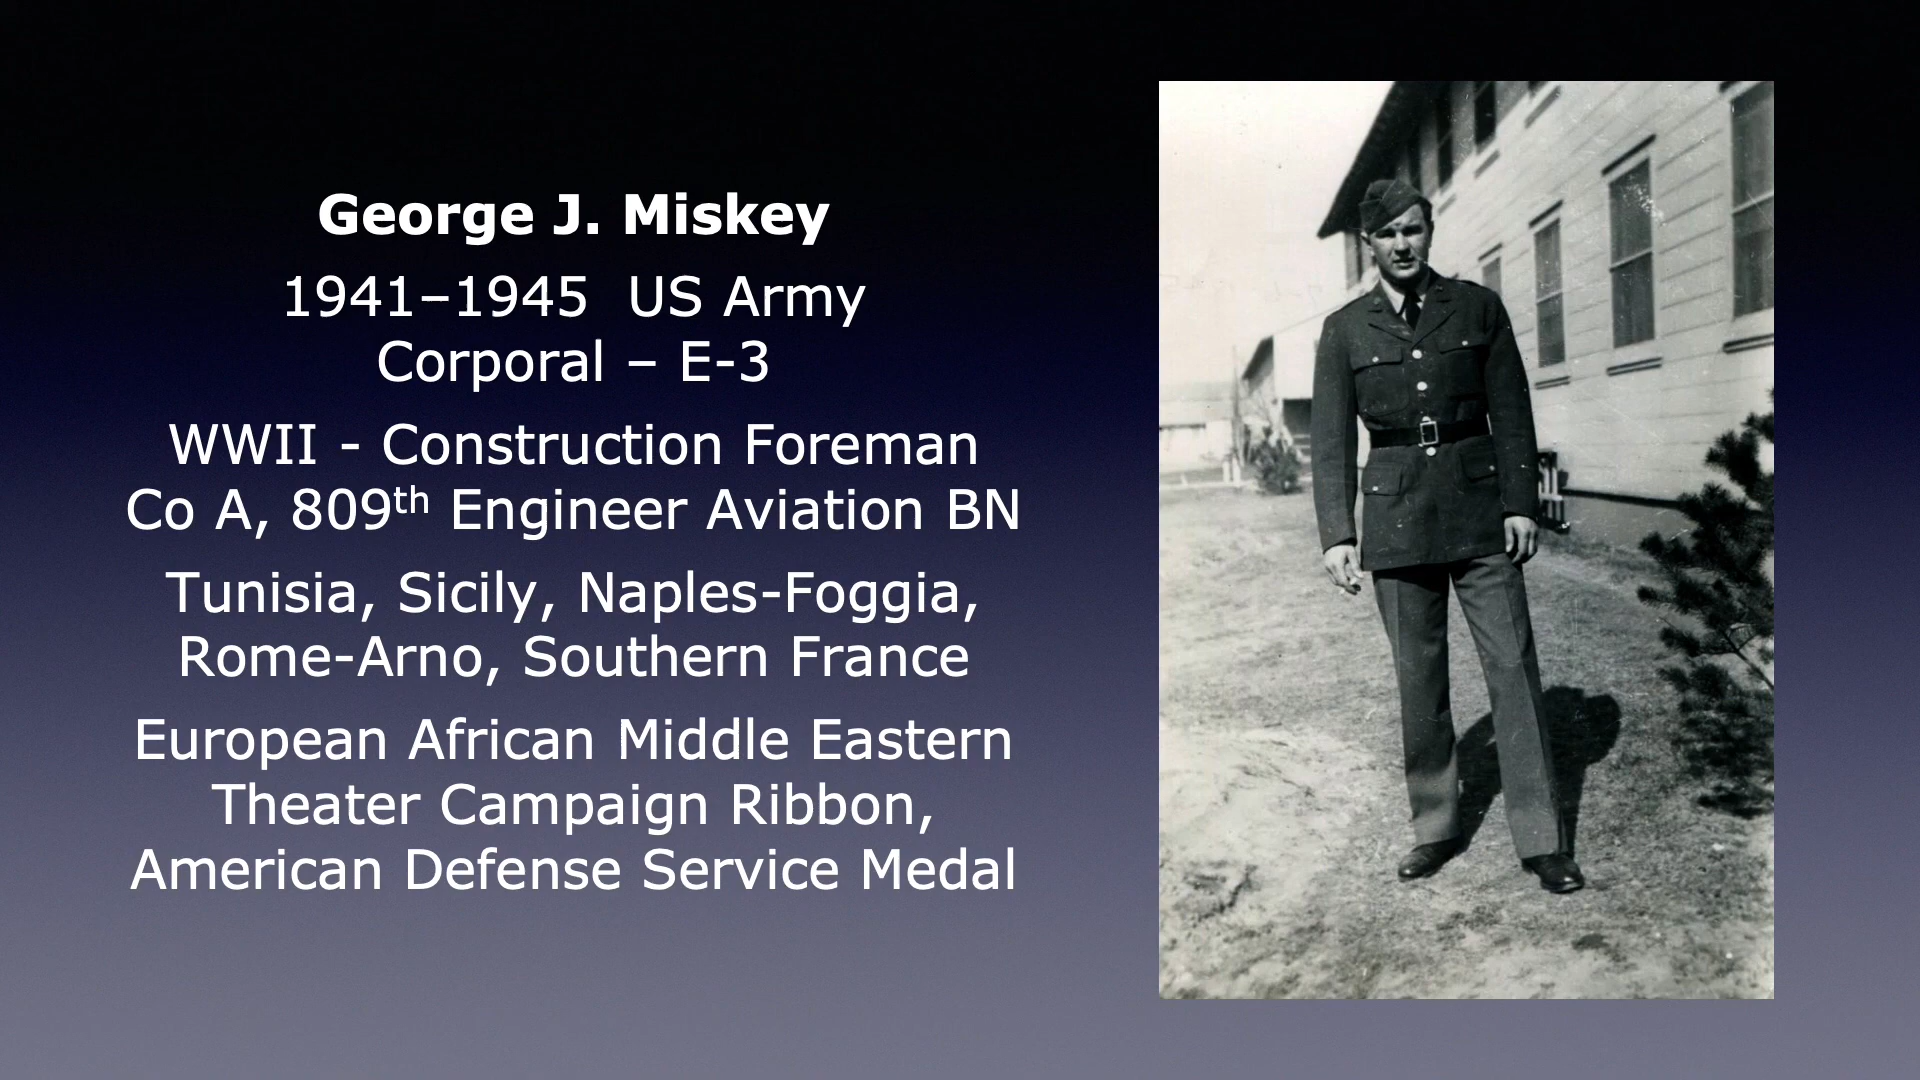 George J. Miskey
1941–1945  US Army
Corporal – E-3
WWII - Construction Foreman
Co A, 809th Engineer Aviation BN
Tunisia, Sicily, Naples-Foggia,
Rome-Arno, Southern France
European African Middle Eastern
Theater Campaign Ribbon,
American Defense Service Medal